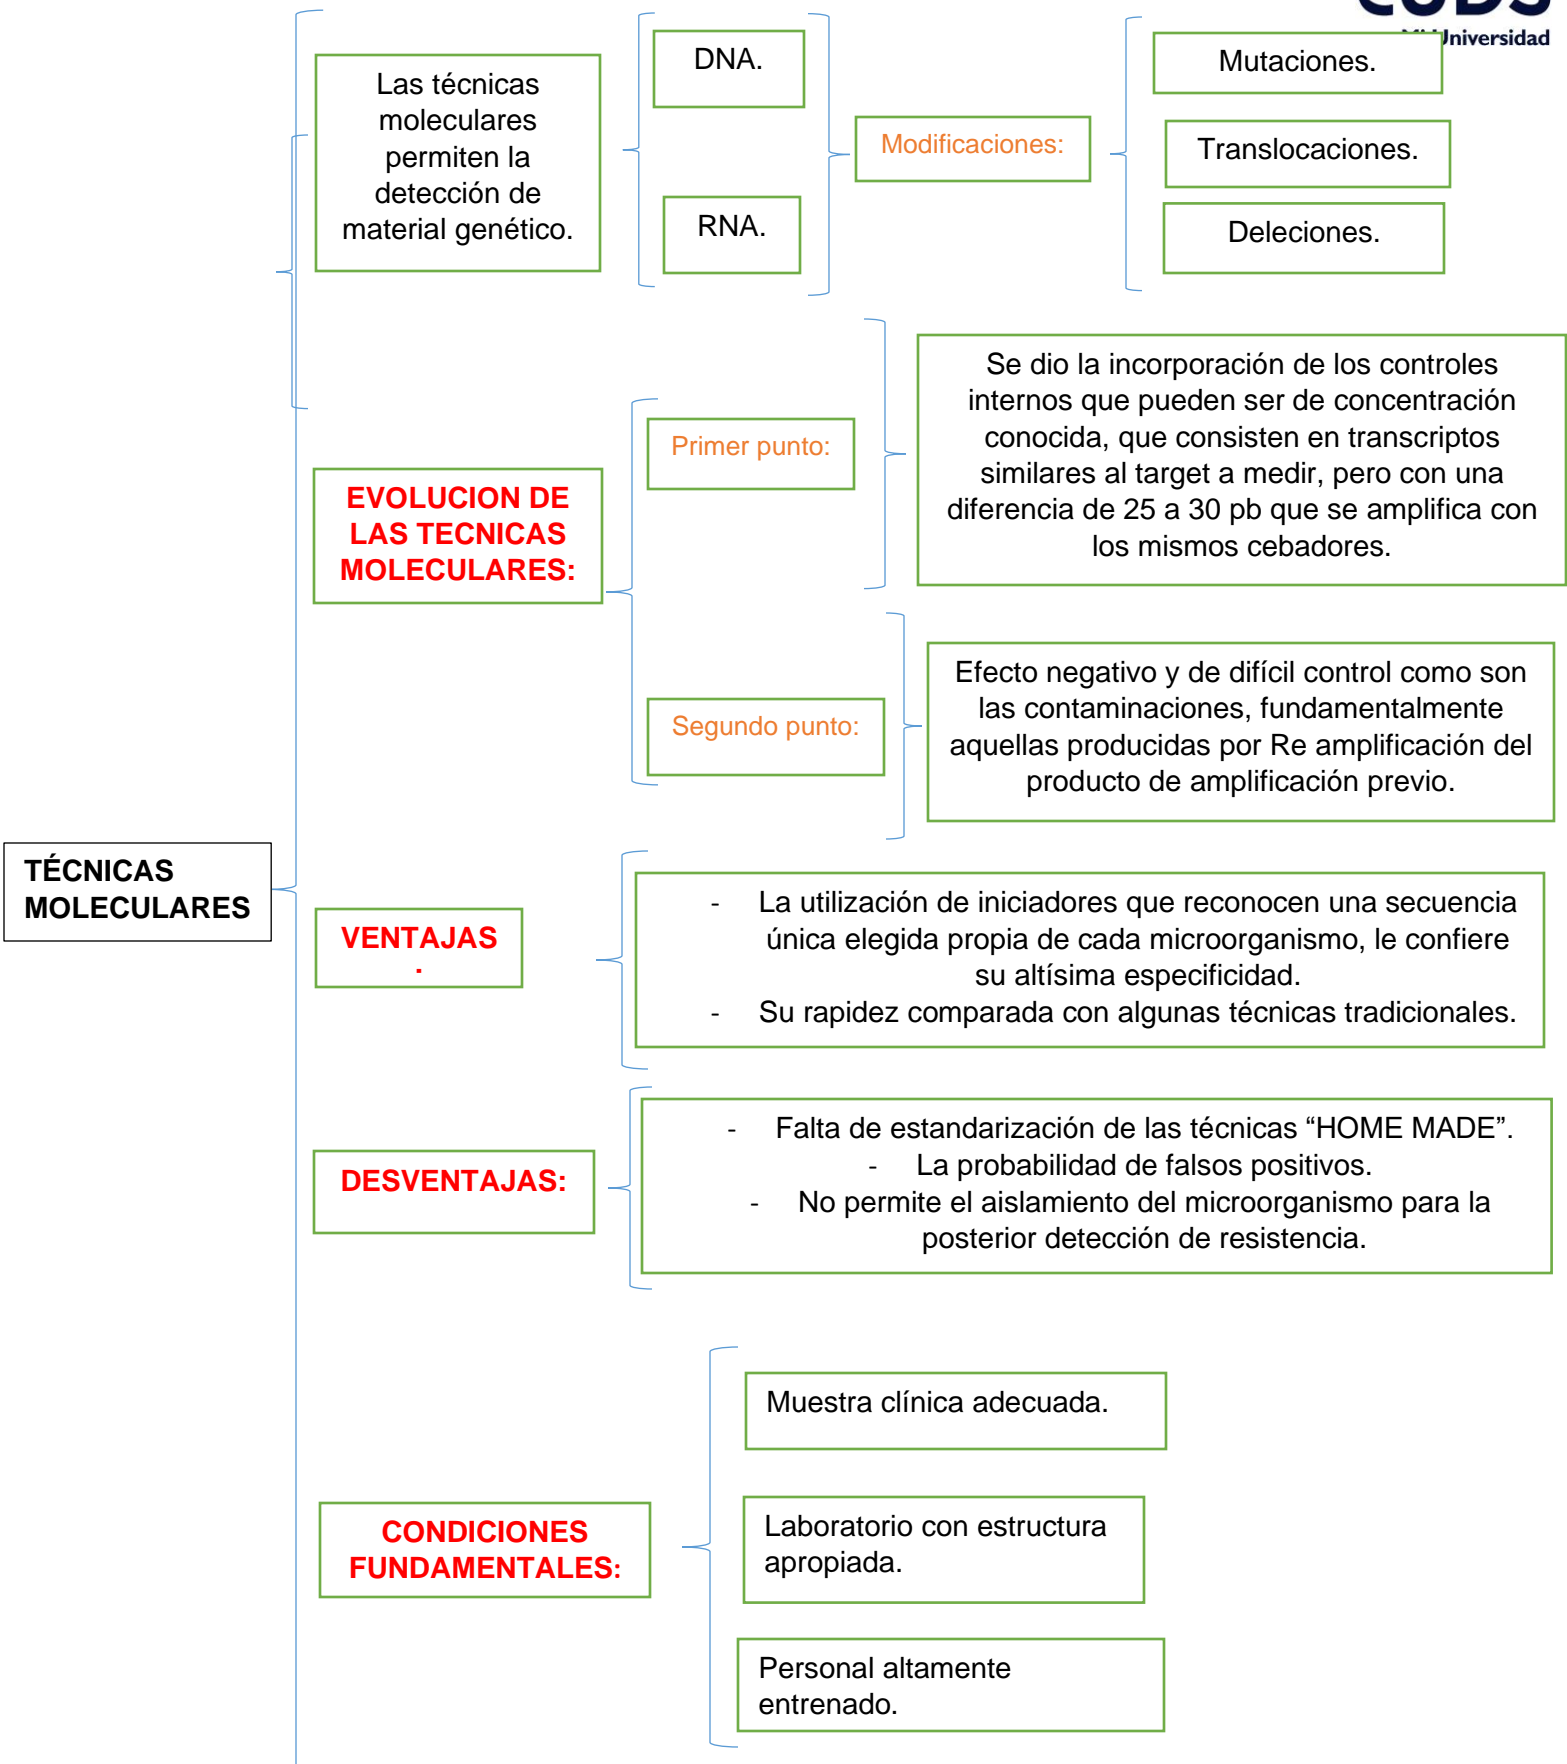 Universidad
Las técnicas
moleculares
permiten la
detección de
material genético.
DNA.
RNA.
Modificaciones:
Mutaciones.
Translocaciones.
Deleciones.
EVOLUCION DE
LAS TECNICAS
MOLECULARES:
Primer punto:
Se dio la incorporación de los controles
internos que pueden ser de concentración
conocida, que consisten en transcriptos
similares al target a medir, pero con una
diferencia de 25 a 30 pb que se amplifica con
los mismos cebadores.
Segundo punto:
Efecto negativo y de difícil control como son
las contaminaciones, fundamentalmente
aquellas producidas por Re amplificación del
producto de amplificación previo.
TÉCNICAS
MOLECULARES
VENTAJAS
.
- La utilización de iniciadores que reconocen una secuencia
única elegida propia de cada microorganismo, le confiere
su altísima especificidad.
- Su rapidez comparada con algunas técnicas tradicionales.
DESVENTAJAS:
- Falta de estandarización de las técnicas “HOME MADE”.
- La probabilidad de falsos positivos.
- No permite el aislamiento del microorganismo para la
posterior detección de resistencia.
CONDICIONES
FUNDAMENTALES:
Muestra clínica adecuada.
Laboratorio con estructura
apropiada.
Personal altamente
entrenado.